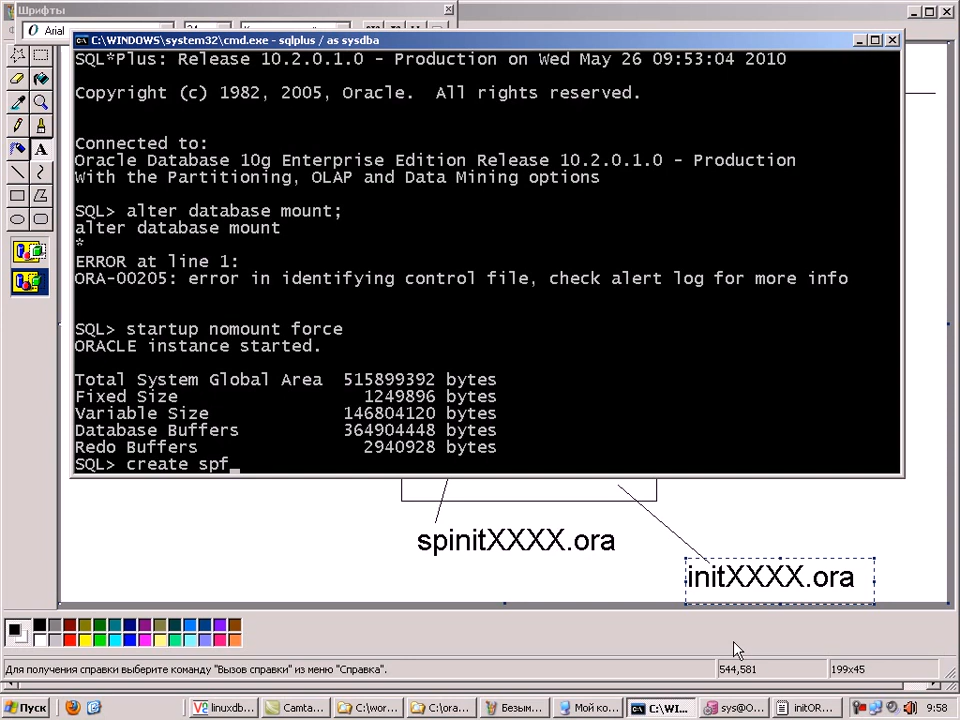 Шрифты
Arial
C:\WINDOWS\system32\cmd.exe - sqlplus / as sysdba
SQL*Plus: Release 10.2.0.1.0 - Production on Wed May 26 09:53:04 2010
Copyright (c) 1982, 2005, Oracle.  All rights reserved.
Connected to:
Oracle Database 10g Enterprise Edition Release 10.2.0.1.0 - Production
With the Partitioning, OLAP and Data Mining options
SQL> alter database mount;
alter database mount
*
ERROR at line 1:
ORA-00205: error in identifying control file, check alert log for more info
SQL> startup nomount force
ORACLE instance started.
Total System Global Area  515899392 bytes
Fixed Size                  1249896 bytes
Variable Size             146804120 bytes
Database Buffers          364904448 bytes
Redo Buffers                2940928 bytes
SQL> create spf_
spinitXXXX.ora
initXXXX.ora
Для получения справки выберите команду "Вызов справки" из меню "Справка".
544,581
199x45
Пуск
linuxdb...
Camta...
C:\wor...
C:\ora...
Безым...
Мой ко...
C:\WI...
sys@O...
initOR...
9:58